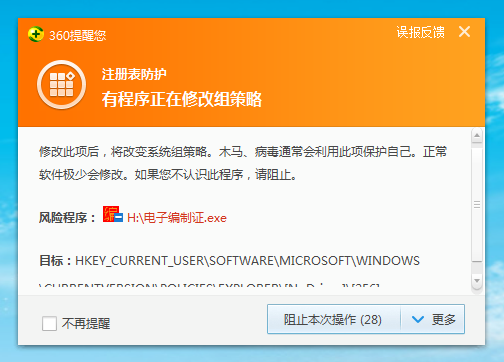 360提醒您
误报反馈
注册表防护
有程序正在修改组策略
修改此项后，将改变系统组策略。木马、病毒通常会利用此项保护自己。正常
软件极少会修改。如果您不认识此程序，请阻止。
风险程序： 编 H:\电子编制证.exe
目标：HKEY_CURRENT_USER\SOFTWARE\MICROSOFT\WINDOWS
\CURRENTVERSION\POLICIES\EXPLORER\
不再提醒
阻止本次操作 (28)
更多